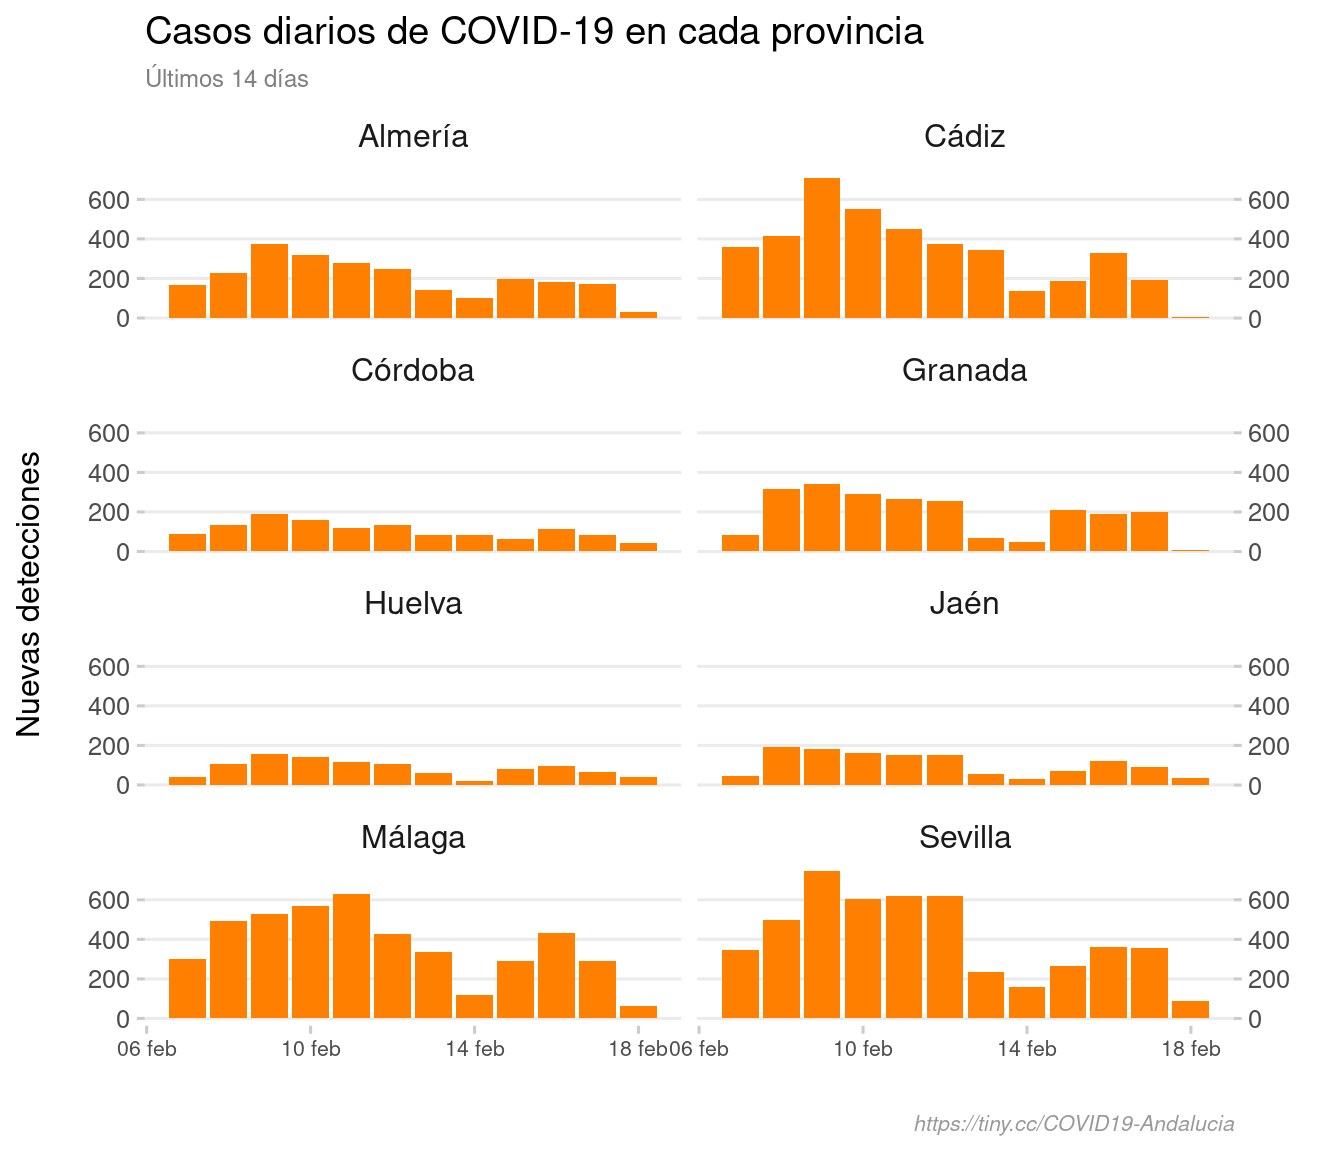 Casos diarios de COVID-19 en cada provincia
Últimos 14 días
Almería
Cádiz
600
400
200
0
600
400
200
0
Córdoba
Granada
600
400
200
0
600
400
200
0
Nuevas detecciones
Huelva
Jaén
600
400
200
0
600
400
200
0
Málaga
Sevilla
600
400
200
0
600
400
200
0
06 feb 10 feb 14 feb 18 feb
06 feb 10 feb 14 feb 18 feb
https://tiny.cc/COVID19-Andalucia